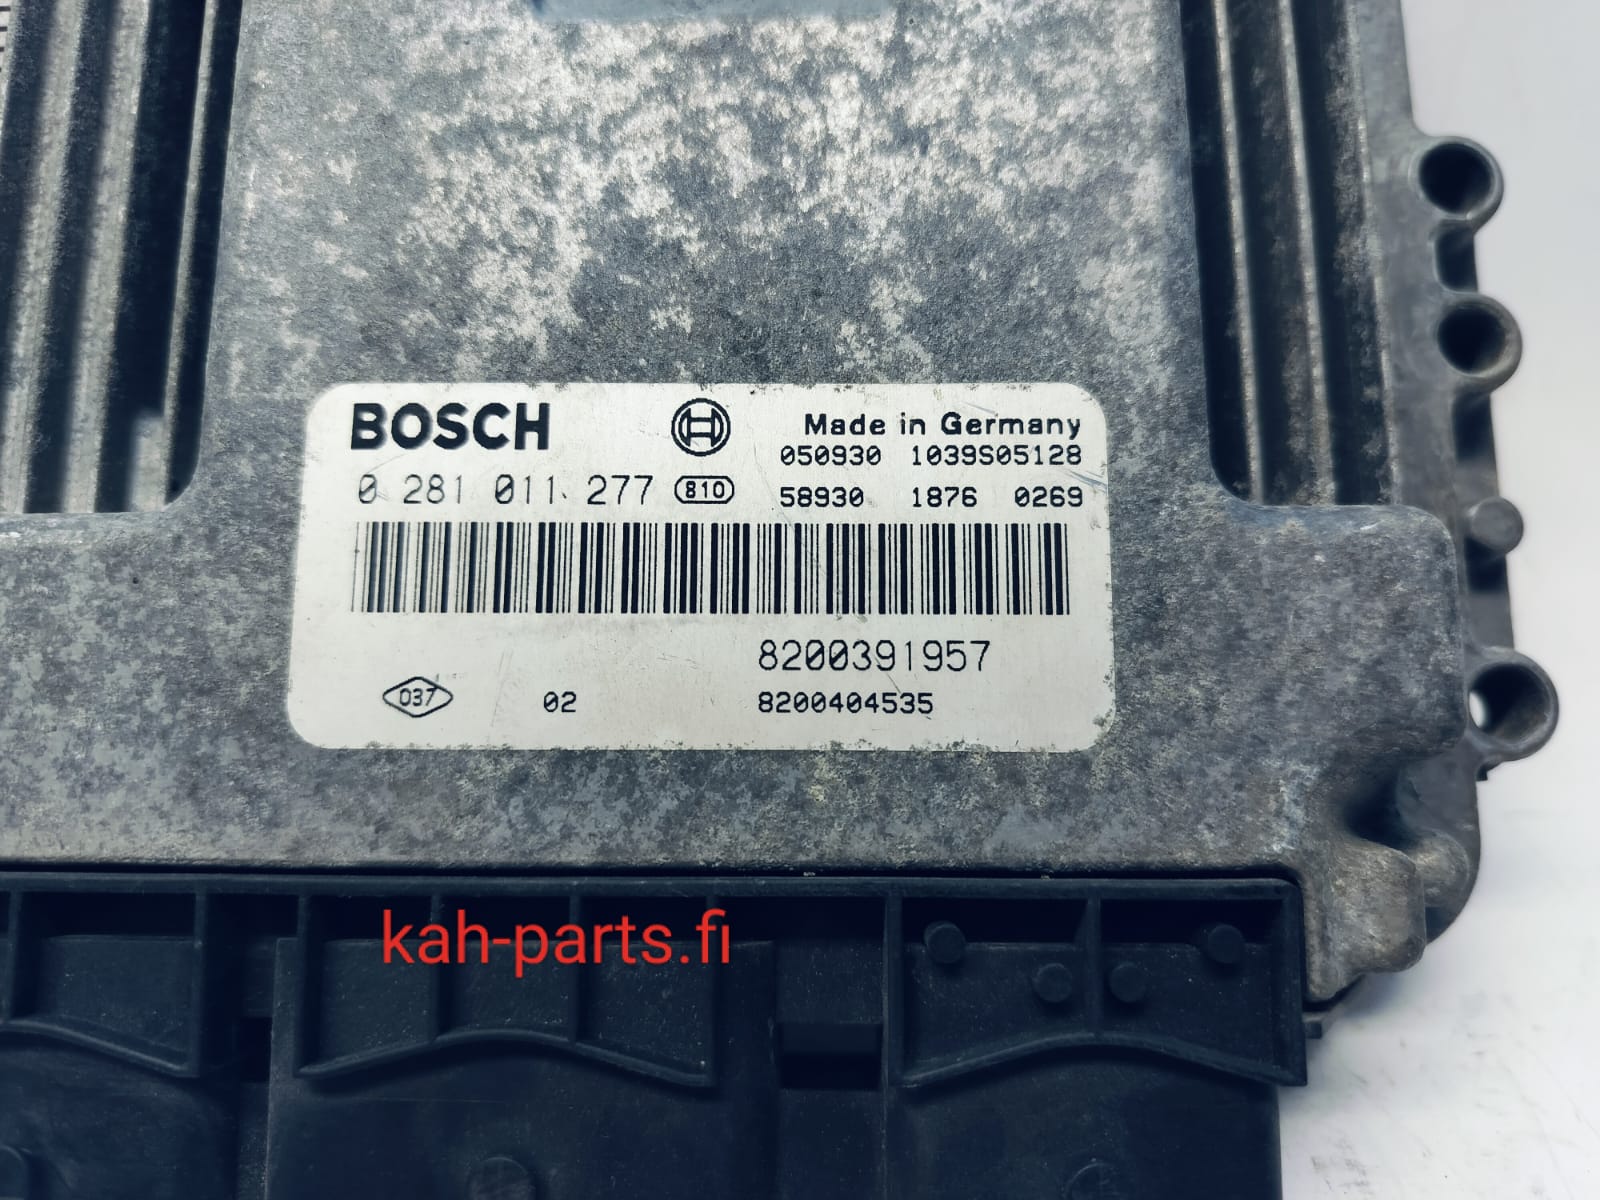 BOSCH
Made in Germany
050930 1039S05128
0 281 011 277 810 58930 1876 0269
8200391957
037 02 8200404535
kah-parts.fi